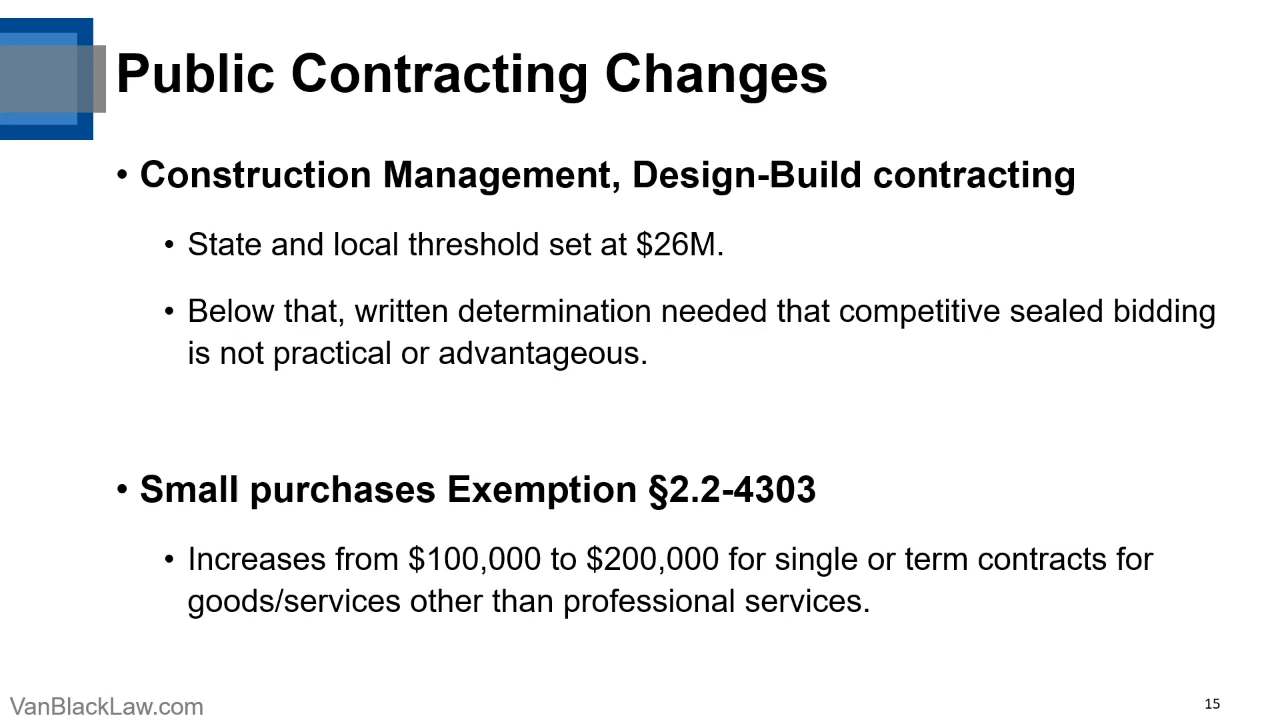 Public Contracting Changes
• Construction Management, Design-Build contracting
• State and local threshold set at $26M.
• Below that, written determination needed that competitive sealed bidding
is not practical or advantageous.
• Small purchases Exemption §2.2-4303
• Increases from $100,000 to $200,000 for single or term contracts for
goods/services other than professional services.
VanBlackLaw.com
15